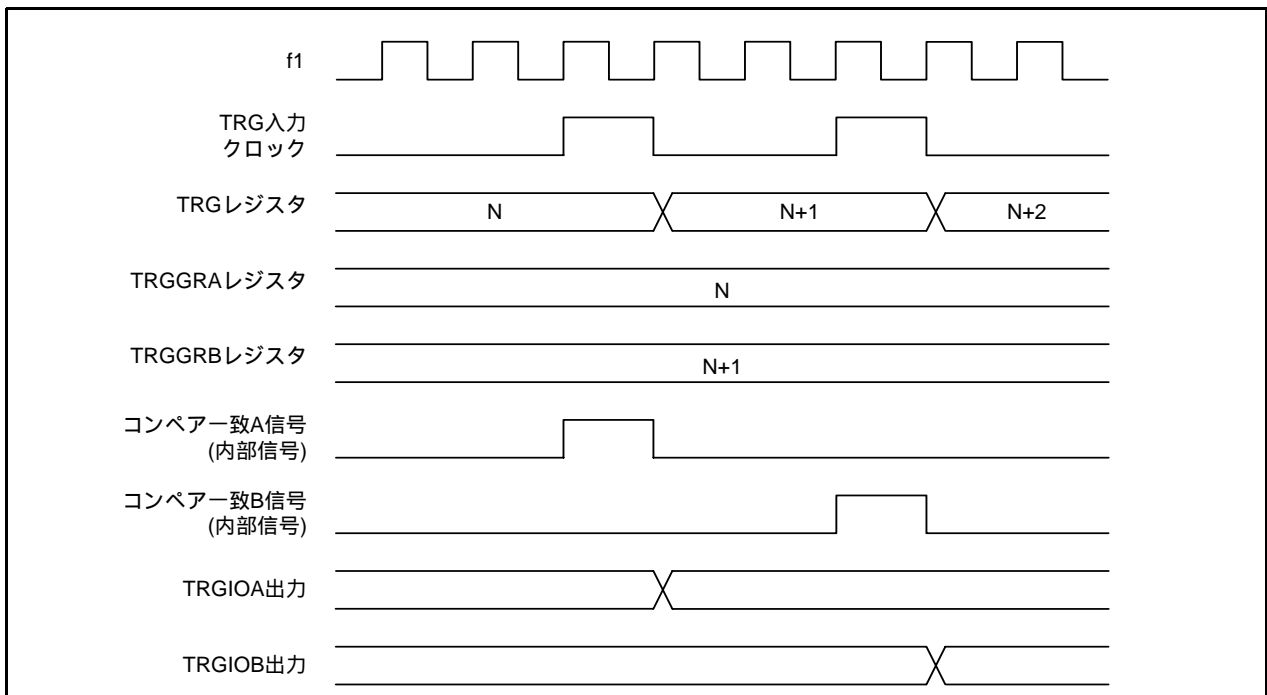 f1
TRG入力
クロック
TRGレジスタ
N
N+1
N+2
TRGGRAレジスタ
N
TRGGRBレジスタ
N+1
コンペア一致A信号
(内部信号)
コンペア一致B信号
(内部信号)
TRGIOA出力
TRGIOB出力